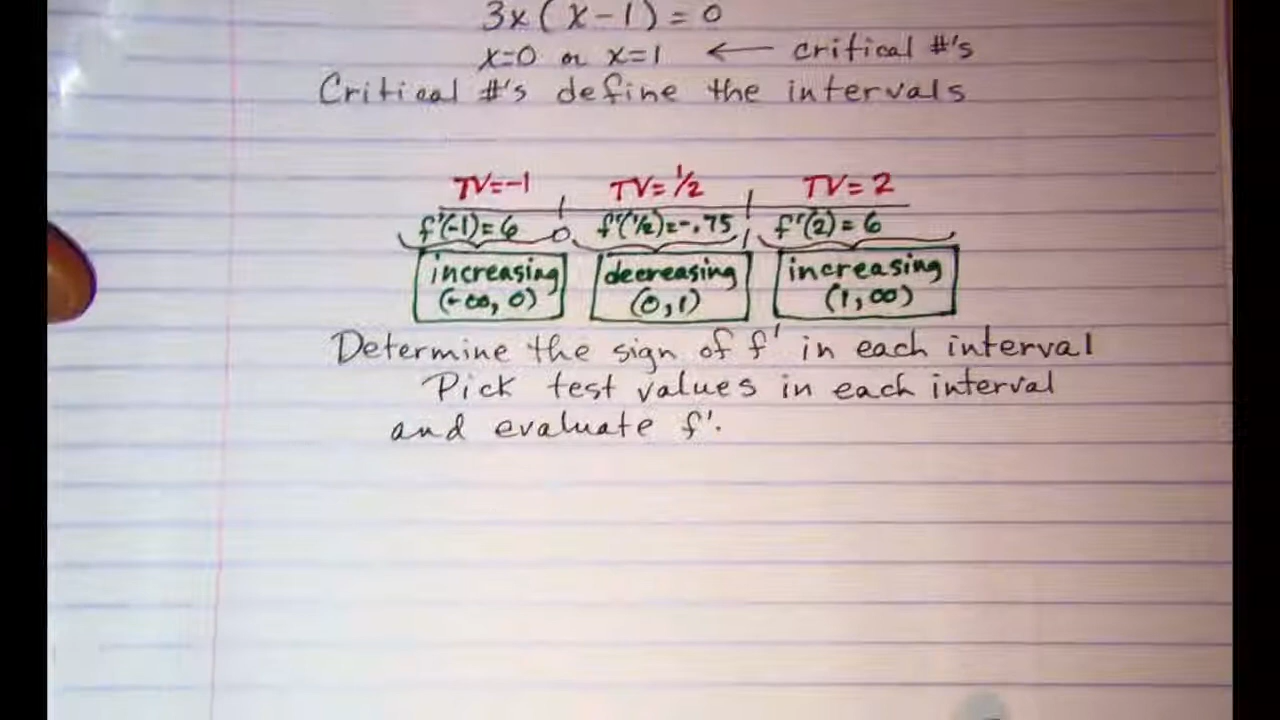 3x(x-1)=0
x=0 or x=1 ← critical #'s
Critical #'s define the intervals
TV=-1 TV=1/2 TV=2
f'(-1)=6 f'(1/2)=-.75 f'(2)=6
0 1
increasing decreasing increasing
(-∞, 0) (0,1) (1,∞)
Determine the sign of f' in each interval
Pick test values in each interval
and evaluate f'.